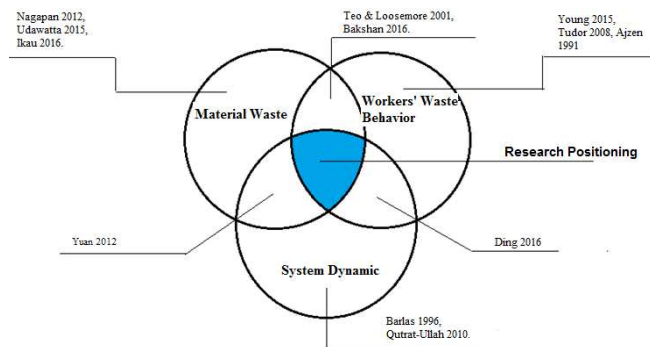 Nagapan 2012,
Udawatta 2015,
Ikau 2016.
Teo & Loosemore 2001,
Bakshan 2016.
Young 2015,
Tudor 2008, Ajzen
1991
Material Waste
Workers' Waste
Behavior
Research Positioning
Yuan 2012
Ding 2016
System Dynamic
Barlas 1996,
Qutrat-Ullah 2010.